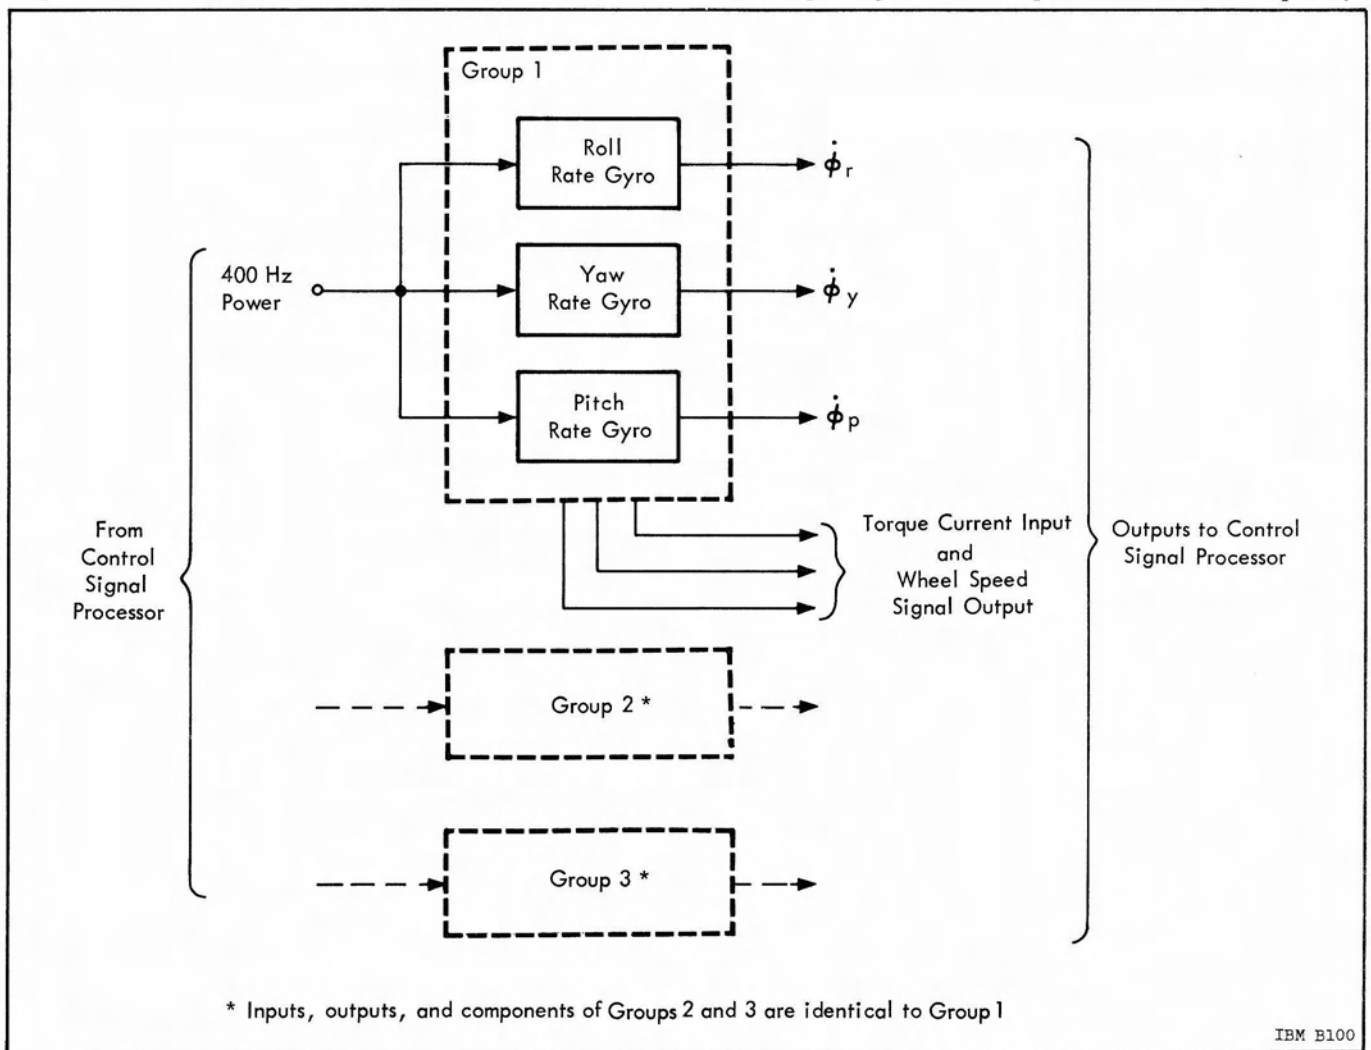 Group 1
Roll
Rate Gyro
ϕ̇ r
400 Hz
Power
Yaw
Rate Gyro
ϕ̇ y
Pitch
Rate Gyro
ϕ̇ p
From
Control
Signal
Processor
Torque Current Input
and
Wheel Speed
Signal Output
Outputs to Control
Signal Processor
Group 2 *
Group 3 *
* Inputs, outputs, and components of Groups 2 and 3 are identical to Group 1
IBM B100